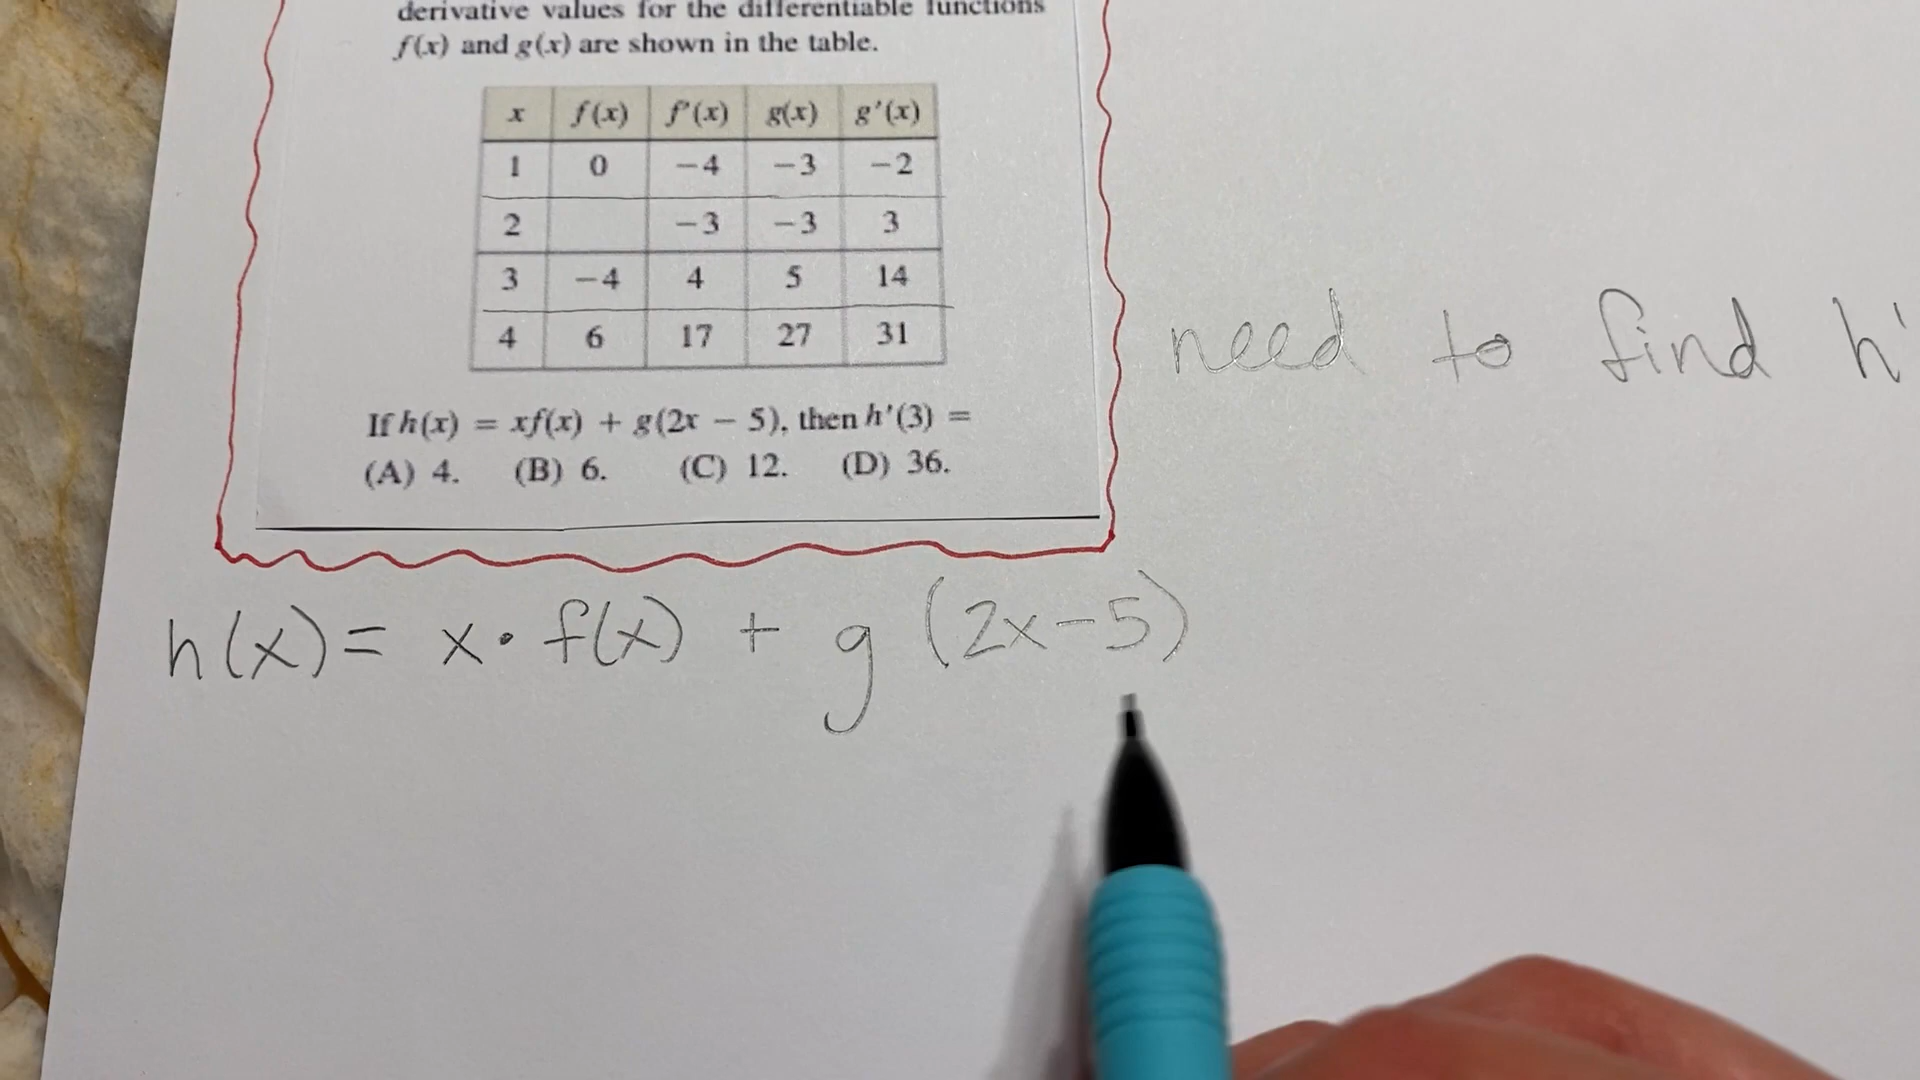 derivative values for the differentiable functions
f(x) and g(x) are shown in the table.
x f(x) f'(x) g(x) g'(x)
1 0 −4 −3 −2
2 −3 −3 3
3 −4 4 5 14
4 6 17 27 31
need to find h'
If h(x) = xf(x) + g(2x − 5), then h'(3) =
(A) 4. (B) 6. (C) 12. (D) 36.
h(x) = x • f(x) + g (2x−5)